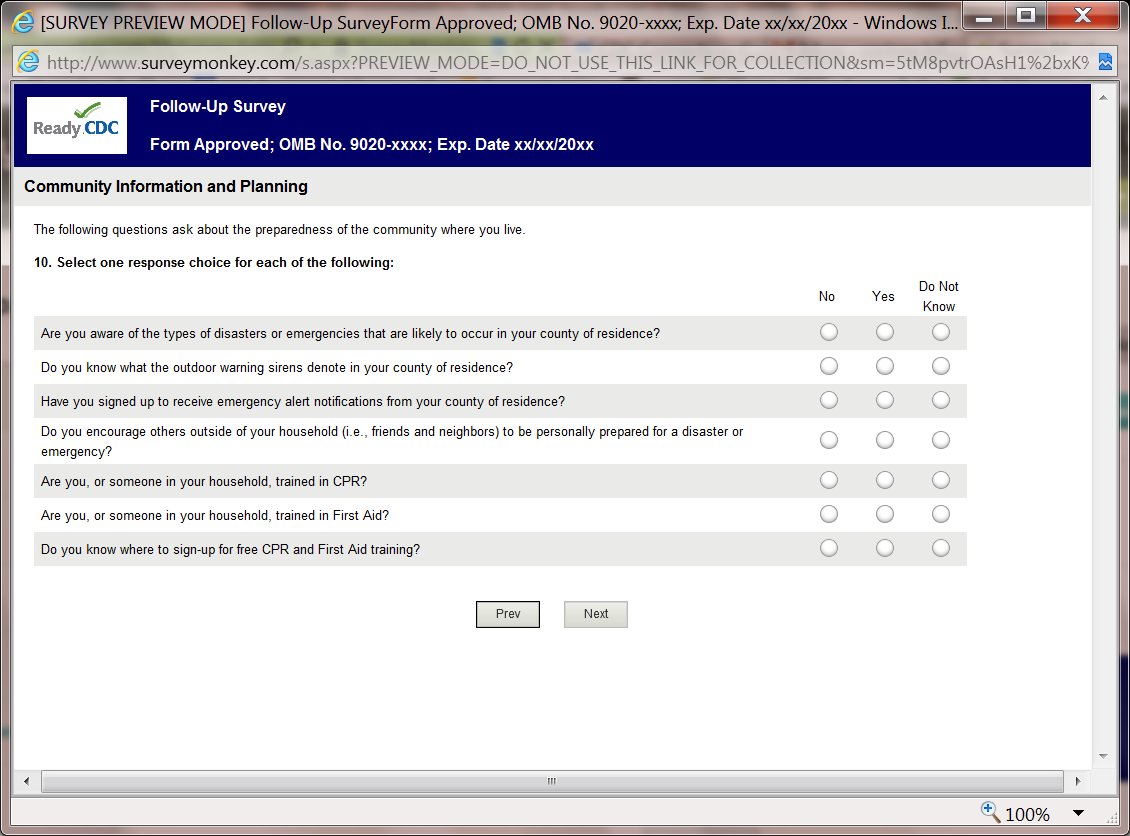 [SURVEY PREVIEW MODE] Follow-Up SurveyForm Approved; OMB No. 9020-xxxx; Exp. Date xx/xx/20xx - Windows I...
http://www.surveymonkey.com/s.aspx?PREVIEW_MODE=DO_NOT_USE_THIS_LINK_FOR_COLLECTION&sm=5tM8pvtrOAsH1%2bxK%
Ready CDC
Follow-Up Survey
Form Approved; OMB No. 9020-xxxx; Exp. Date xx/xx/20xx
Community Information and Planning
The following questions ask about the preparedness of the community where you live.
10. Select one response choice for each of the following:
No Yes Do Not
Know
Are you aware of the types of disasters or emergencies that are likely to occur in your county of residence?
Do you know what the outdoor warning sirens denote in your county of residence?
Have you signed up to receive emergency alert notifications from your county of residence?
Do you encourage others outside of your household (i.e., friends and neighbors) to be personally prepared for a disaster or
emergency?
Are you, or someone in your household, trained in CPR?
Are you, or someone in your household, trained in First Aid?
Do you know where to sign-up for free CPR and First Aid training?
Prev Next
100%